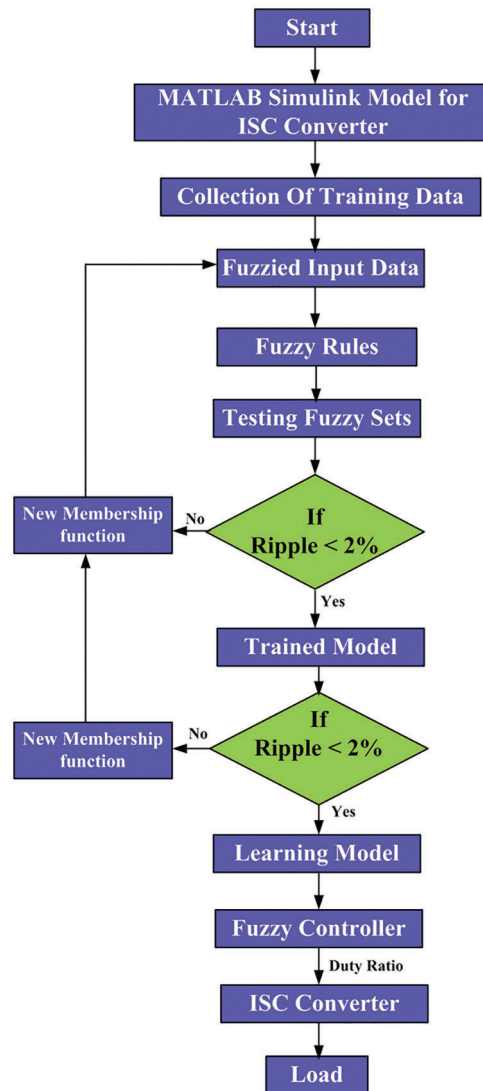 Start
MATLAB Simulink Model for
ISC Converter
Collection Of Training Data
Fuzzied Input Data
Fuzzy Rules
Testing Fuzzy Sets
If
Ripple < 2%
No
New Membership
function
Yes
Trained Model
If
Ripple < 2%
No
New Membership
function
Yes
Learning Model
Fuzzy Controller
Duty Ratio
ISC Converter
Load